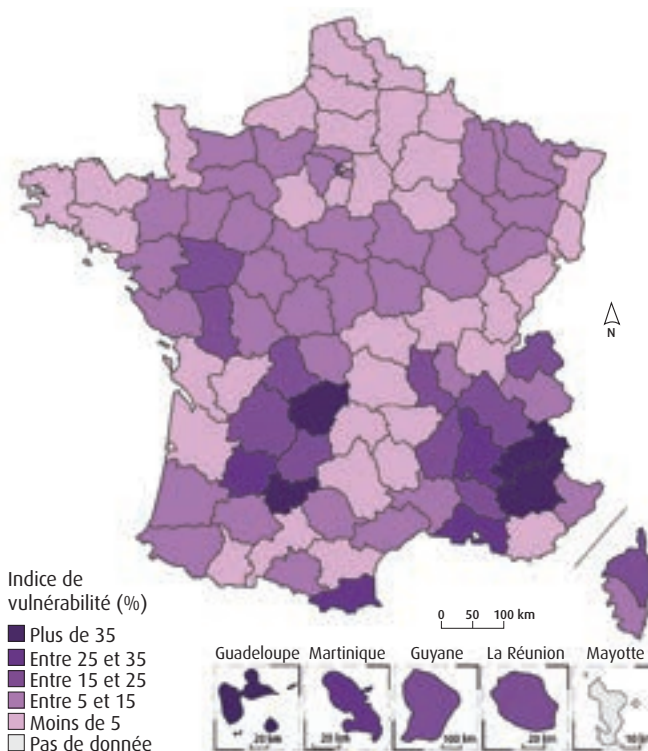 N
0 50 100 km
Indice de
vulnérabilité (%)
Plus de 35
Entre 25 et 35
Entre 15 et 25
Entre 5 et 15
Moins de 5
Pas de donnée
Guadeloupe Martinique Guyane La Réunion Mayotte
20 km 20 km 100 km 20 km 10 km